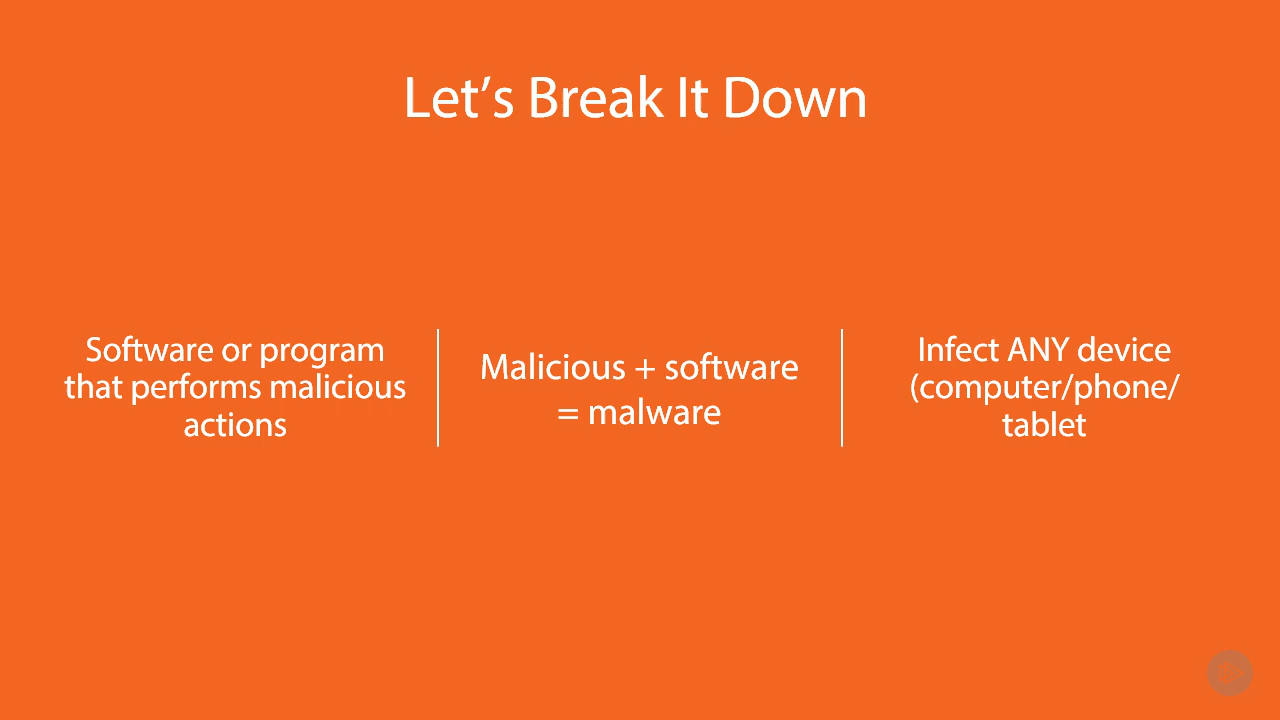 Let's Break It Down
Software or program
that performs malicious
actions
Malicious + software
= malware
Infect ANY device
(computer/phone/
tablet